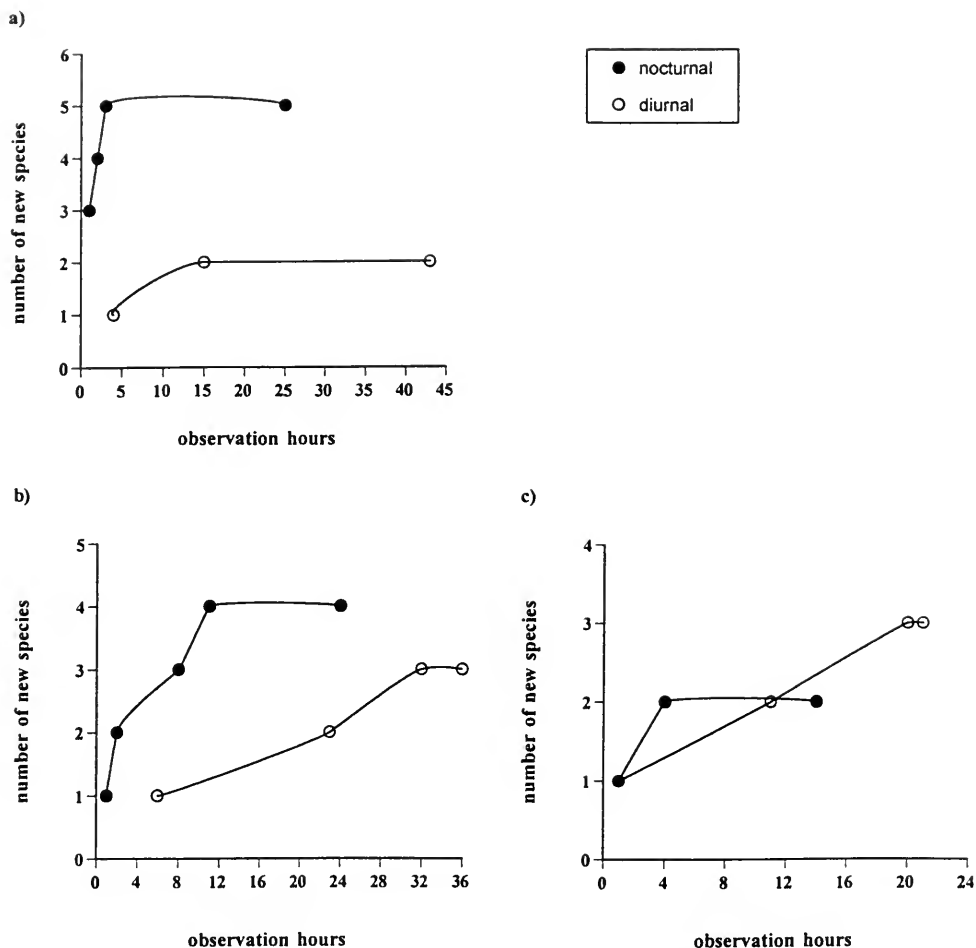 a)
nocturnal
diurnal
number of new species
6
5
4
3
2
1
0
0 5 10 15 20 25 30 35 40 45
observation hours
b)
number of new species
5
4
3
2
1
0
0 4 8 12 16 20 24 28 32 36
observation hours
c)
number of new species
4
3
2
1
0
0 4 8 12 16 20 24
observation hours